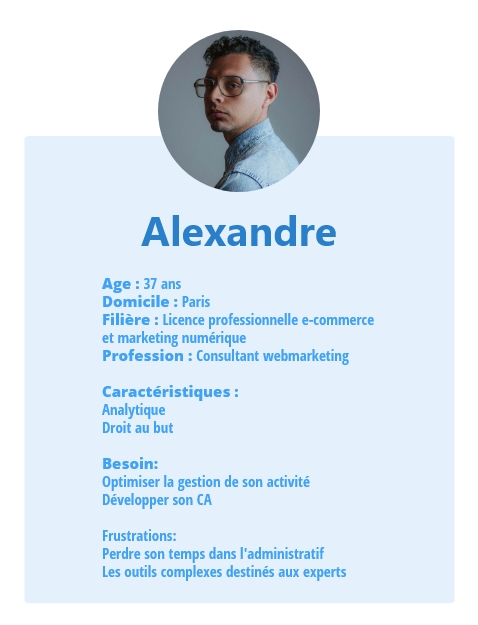 Alexandre
Age : 37 ans
Domicile : Paris
Filière : Licence professionnelle e-commerce
et marketing numérique
Profession : Consultant webmarketing
Caractéristiques :
Analytique
Droit au but
Besoin:
Optimiser la gestion de son activité
Développer son CA
Frustrations:
Perdre son temps dans l'administratif
Les outils complexes destinés aux experts